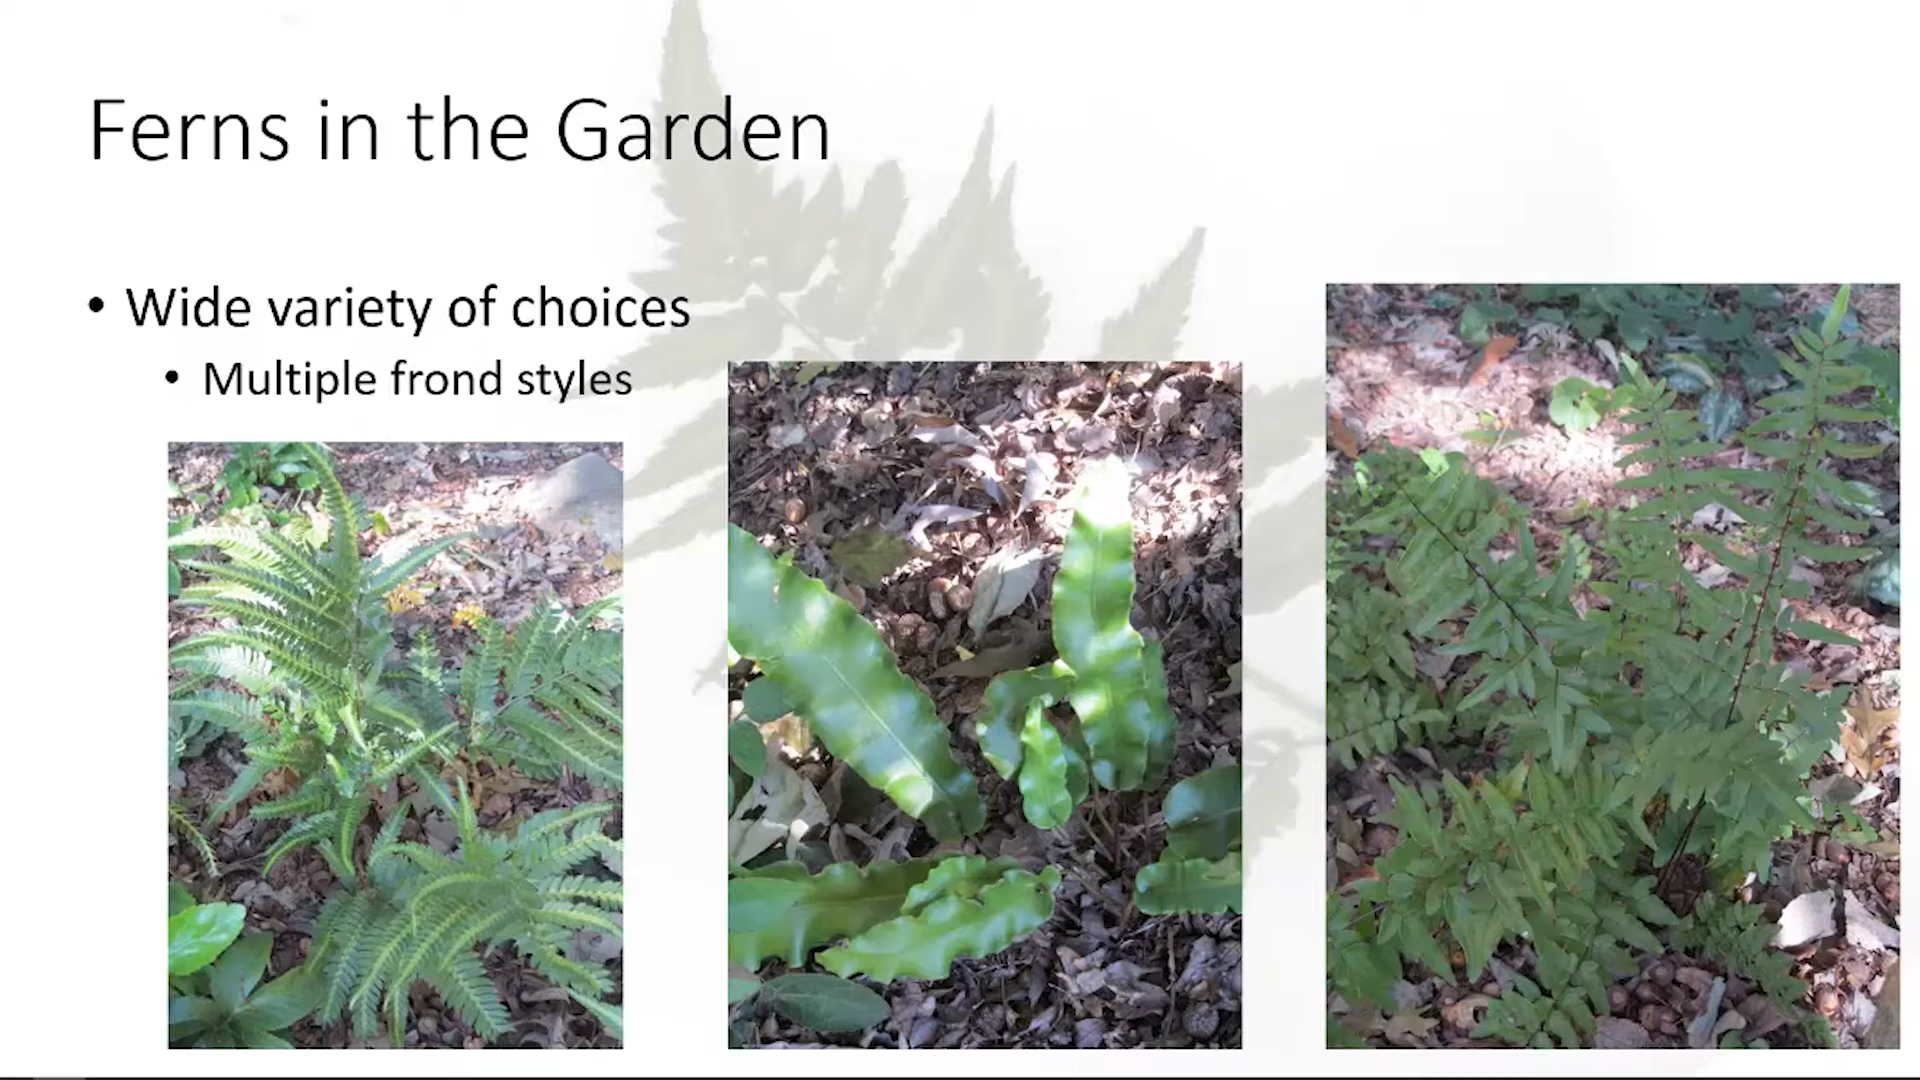 Ferns in the Garden
• Wide variety of choices
• Multiple frond styles